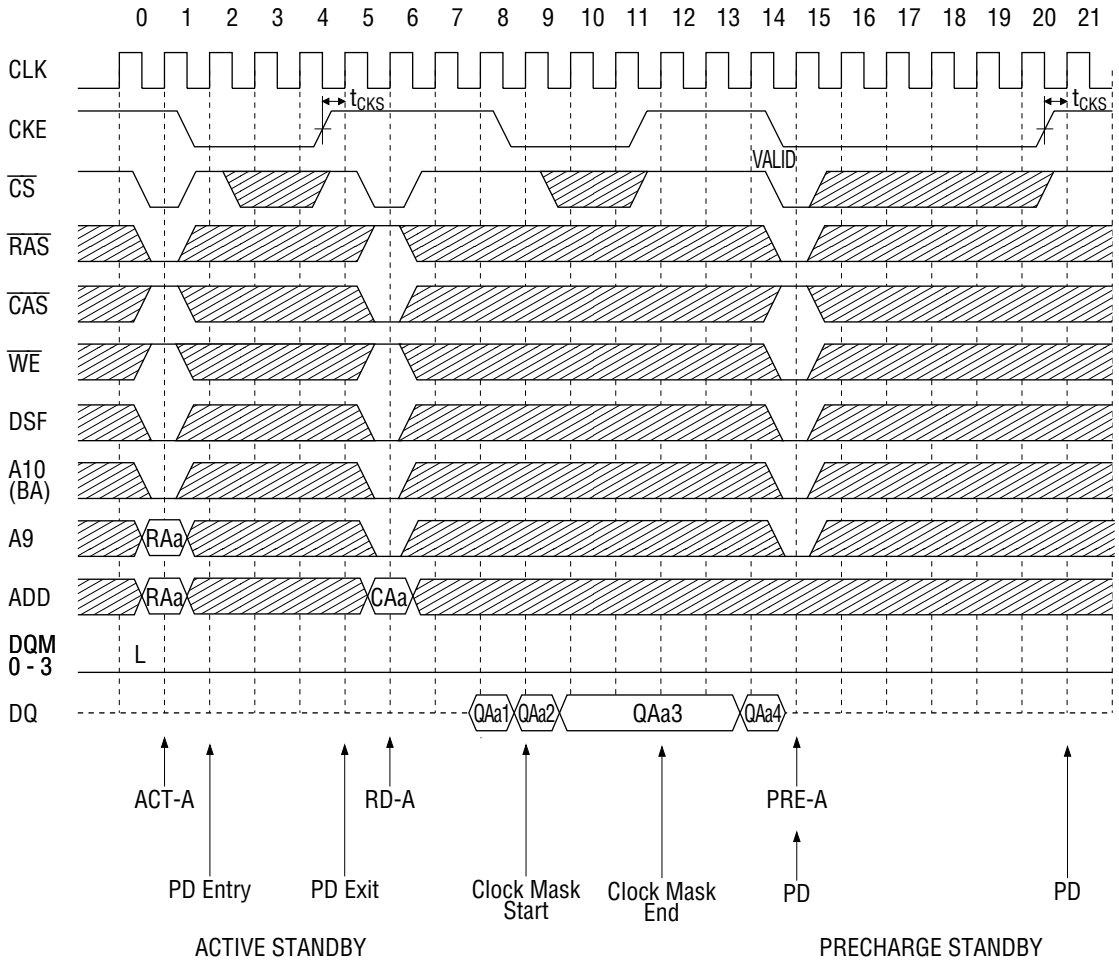 0 1 2 3 4 5 6 7 8 9 10 11 12 13 14 15 16 17 18 19 20 21
CLK
tCKS tCKS
CKE
VALID
CS
RAS
CAS
WE
DSF
A10
(BA)
A9 RAa
ADD RAa CAa
DQM
0 - 3 L
DQ QAa1 QAa2 QAa3 QAa4
ACT-A RD-A PRE-A
PD Entry PD Exit Clock Mask Start Clock Mask End PD PD
ACTIVE STANDBY PRECHARGE STANDBY